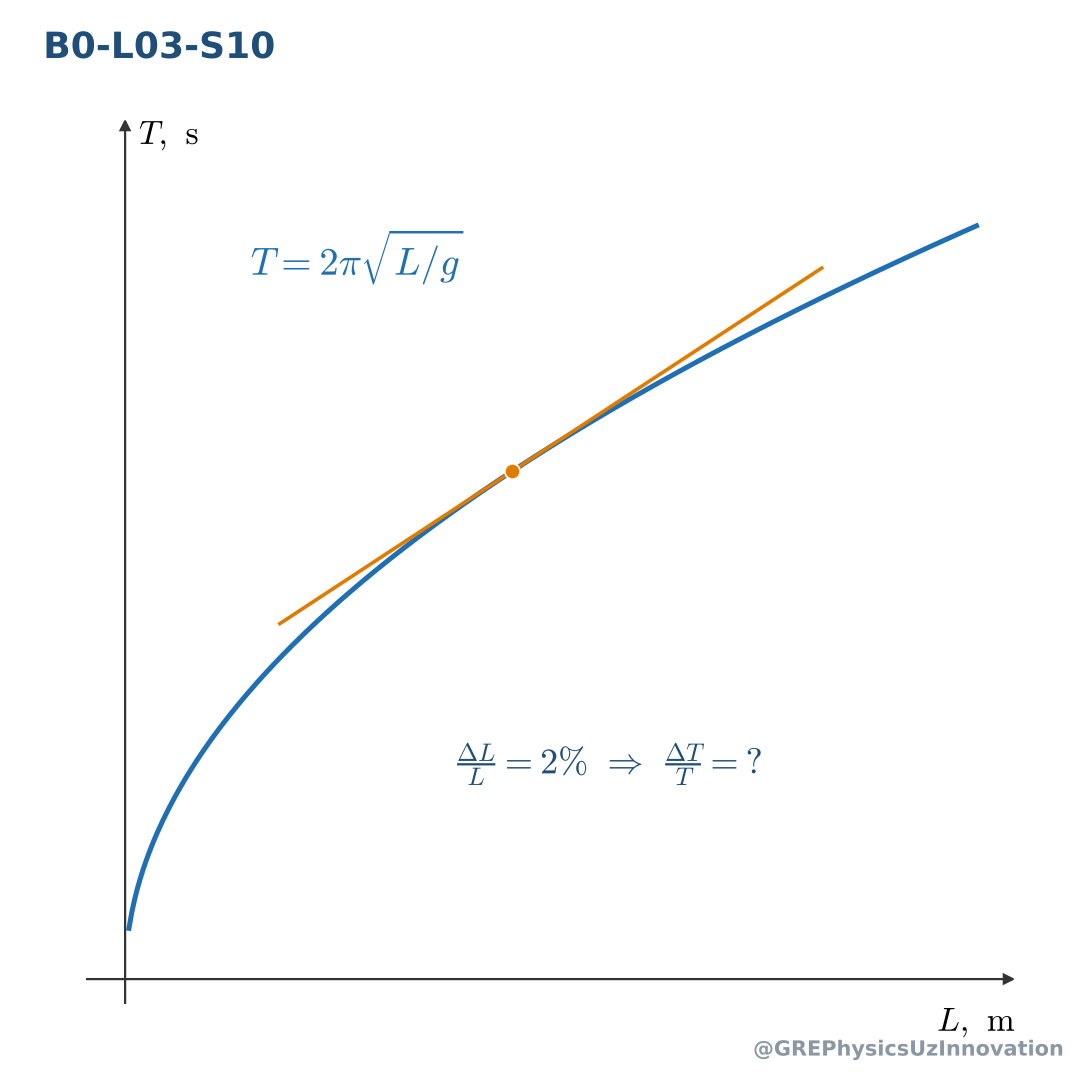 B0-L03-S10
T, s
T = 2π√(L/g)
ΔL/L = 2% ⇒ ΔT/T = ?
L, m
@GREPhysicsUzInnovation